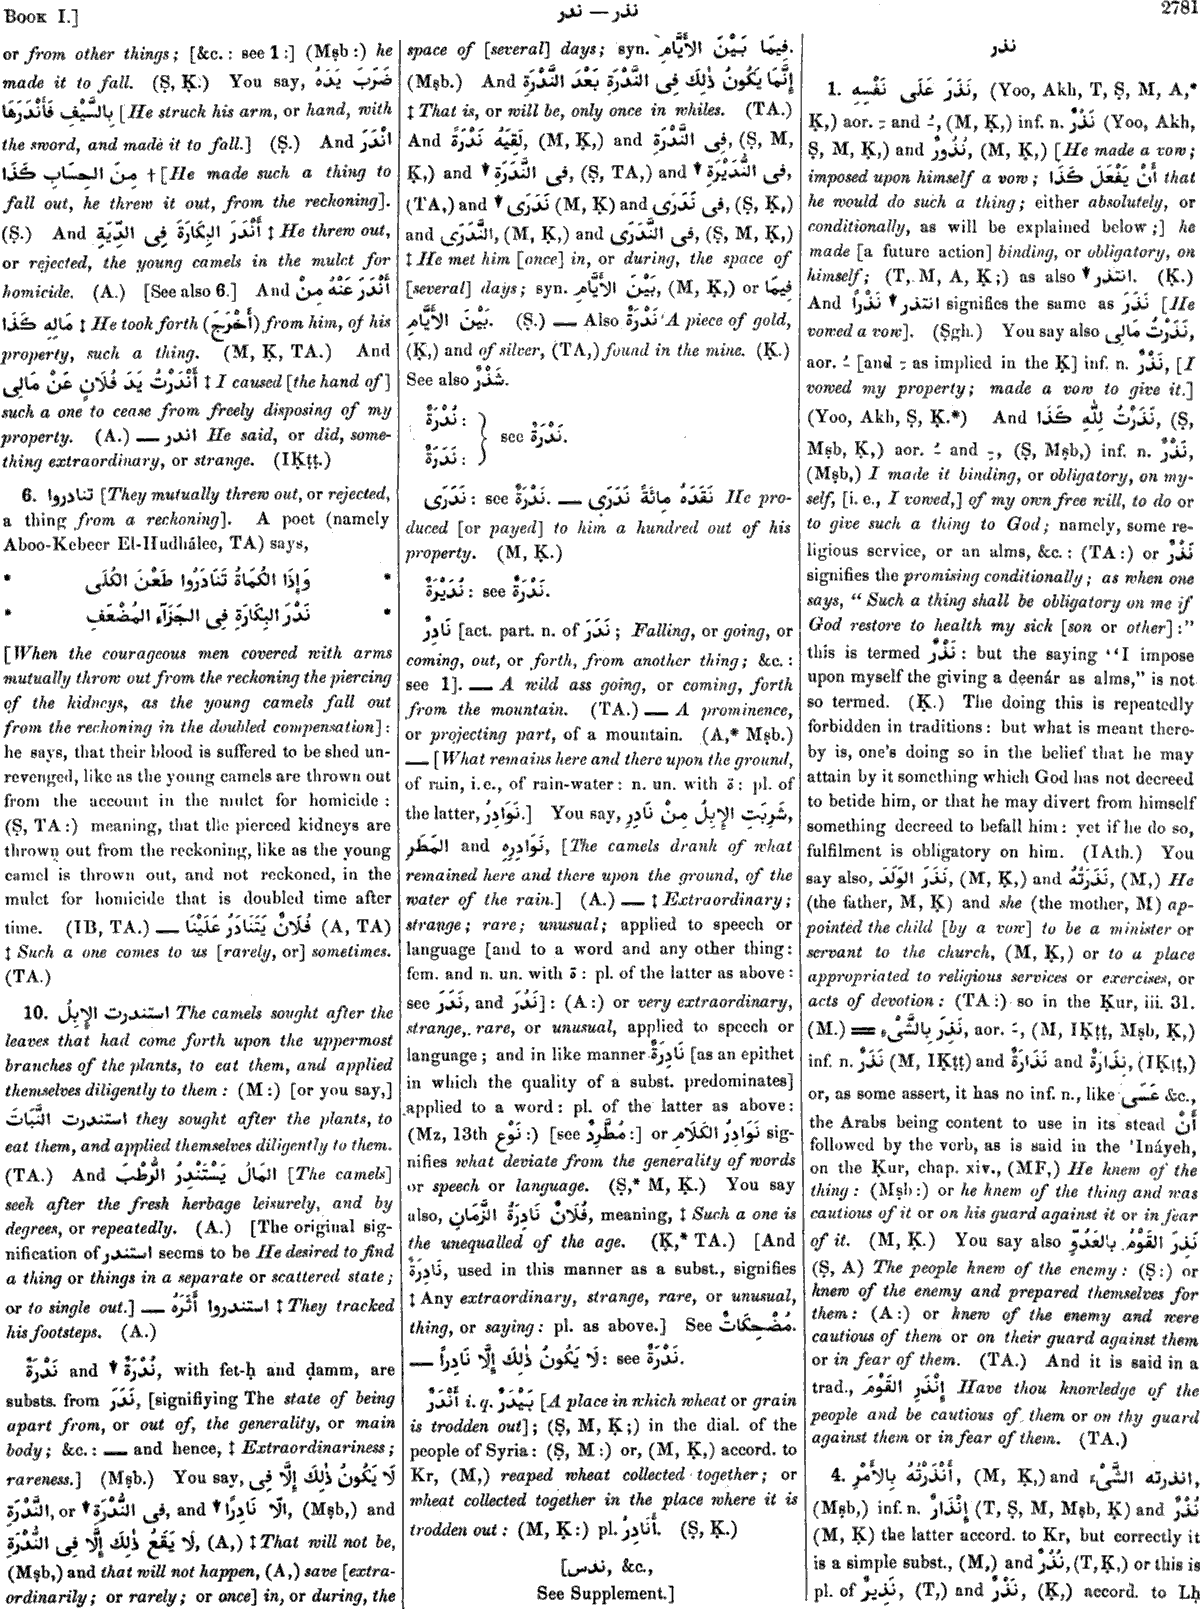 BOOK I.]
ندر — نذر
2781
or from other things; [&c.: see 1:] (Mṣb:) he
made it to fall. (Ṣ, Ḳ.) You say, ضَرَبَ يَدَهُ
بِالسَّيْفِ فَأَنْدَرَهَا [He struck his arm, or hand, with
the sword, and made it to fall.] (Ṣ.) And أَنْدَرَ
مِنَ الحِسَابِ كَذَا † [He made such a thing to
fall out, he threw it out, from the reckoning].
(Ṣ.) And أَنْدَرَ البِكَارَةَ فِى الدِّيَةِ ‡ He threw out,
or rejected, the young camels in the mulct for
homicide. (A.) [See also 6.] And أَنْدَرَ عَنْهُ مِنْ
مَالِهِ كَذَا ‡ He took forth (أَخْرَجَ) from him, of his
property, such a thing. (M, Ḳ, TA.) And
أَنْدَرْتُ يَدَ فُلَانٍ عَنْ مَالِى ‡ I caused [the hand of]
such a one to cease from freely disposing of my
property. (A.) — اندر He said, or did, some-
thing extraordinary, or strange. (IḲṭṭ.)
6. تنادروا [They mutually threw out, or rejected,
a thing from a reckoning]. A poet (namely
Aboo-Kebeer El-Hudhálee, TA) says,
* وَإِذَا الكُمَاةُ تَنَادَرُوا طَعْنَ الكُلَى *
* نَدْرَ البِكَارَةِ فِى الجَزَآءِ المُضْعَفِ *
[When the courageous men covered with arms
mutually throw out from the reckoning the piercing
of the kidneys, as the young camels fall out
from the reckoning in the doubled compensation]:
he says, that their blood is suffered to be shed un-
revenged, like as the young camels are thrown out
from the account in the mulct for homicide:
(Ṣ, TA:) meaning, that the pierced kidneys are
thrown out from the reckoning, like as the young
camel is thrown out, and not reckoned, in the
mulct for homicide that is doubled time after
time. (IB, TA.) — فُلَانٌ يَتَنَادَرُ عَلَيْنَا (A, TA)
‡ Such a one comes to us [rarely, or] sometimes.
(TA.)
10. استندرت الإِبِلُ The camels sought after the
leaves that had come forth upon the uppermost
branches of the plants, to eat them, and applied
themselves diligently to them: (M:) [or you say,]
استندرت النَّبَاتَ they sought after the plants, to
eat them, and applied themselves diligently to them.
(TA.) And المَالُ يَسْتَنْدِرُ الرُّطْبَ [The camels]
seek after the fresh herbage leisurely, and by
degrees, or repeatedly. (A.) [The original sig-
nification of استندر seems to be He desired to find
a thing or things in a separate or scattered state;
or to single out.] — استندروا أَثَرَهُ ‡ They tracked
his footsteps. (A.)
نَدْرَةٌ and ↓ نُدْرَةٌ, with fet-ḥ and ḍamm, are
substs. from نَدَرَ, [signifiying The state of being
apart from, or out of, the generality, or main
body; &c.: — and hence, ‡ Extraordinariness;
rareness.] (Mṣb.) You say, لَا يَكُونُ ذٰلِكَ إِلَّا فِى
النَّدْرَةِ, or ↓ فِى النُّدْرَةِ, and ↓ الَّا نَادِرًا, (Mṣb,) and
لَا يَقَعُ ذٰلِكَ إِلَّا فِى النُّدْرَةِ, (A,) ‡ That will not be,
(Mṣb,) and that will not happen, (A,) save [extra-
ordinarily; or rarely; or once] in, or during, the
space of [several] days; syn. فِيمَا بَيْنَ الأَيَّامِ.
(Mṣb.) And إِنَّمَا يَكُونُ ذٰلِكَ فِى النَّدْرَةِ بَعْدَ النَّدْرَةِ
‡ That is, or will be, only once in whiles. (TA.)
And لَقِيَهُ نَدْرَةً, (M, Ḳ,) and فِى النَّدْرَةِ, (Ṣ, M,
Ḳ,) and ↓ فِى النَّدَرَةِ, (Ṣ, TA,) and ↓ فِى النُّدَيْرَةِ,
(TA,) and ↓ نَدَرَى (M, Ḳ) and فِى نَدَرَى, (Ṣ, Ḳ,)
and النَّدَرَى, (M, Ḳ,) and فِى النَّدَرَى, (Ṣ, M, Ḳ,)
‡ He met him [once] in, or during, the space of
[several] days; syn. بَيْنَ الأَيَّامِ, (M, Ḳ,) or فِيمَا
بَيْنَ الأَيَّامِ. (Ṣ.) — Also نَدْرَةٌ A piece of gold,
(Ḳ,) and of silver, (TA,) found in the mine. (Ḳ.)
See also شَذْرٌ.
نُدْرَةٌ:
نَدَرَةٌ: } see نَدْرَةٌ.
نَدَرَى: see نَدْرَةٌ. — نَقَدَهُ مِائَةً نَدَرَى He pro-
duced [or payed] to him a hundred out of his
property. (M, Ḳ.)
نُدَيْرَةٌ: see نَدْرَةٌ.
نَادِرٌ [act. part. n. of نَدَرَ; Falling, or going, or
coming, out, or forth, from another thing; &c.:
see 1]. — A wild ass going, or coming, forth
from the mountain. (TA.) — A prominence,
or projecting part, of a mountain. (A,* Mṣb.)
— [What remains here and there upon the ground,
of rain, i.e., of rain-water: n. un. with ة: pl. of
the latter, نَوَادِرُ.] You say, شَرِبَتِ الإِبِلُ مِنْ نَادِرِ
المَطَرِ and نَوَادِرِهِ, [The camels drank of what
remained here and there upon the ground, of the
water of the rain.] (A.) — ‡ Extraordinary;
strange; rare; unusual; applied to speech or
language [and to a word and any other thing:
fem. and n. un. with ة: pl. of the latter as above:
see نَدَرَ, and نَدُرَ]: (A:) or very extraordinary,
strange, rare, or unusual, applied to speech or
language; and in like manner نَادِرَةٌ [as an epithet
in which the quality of a subst. predominates]
applied to a word: pl. of the latter as above:
(Mz, 13th نَوْع:) [see مُطَّرِدٌ:] or نَوَادِرُ الكَلَامِ sig-
nifies what deviate from the generality of words
or speech or language. (Ṣ,* M, Ḳ.) You say
also, فُلَانٌ نَادِرَةُ الزَّمَانِ, meaning, ‡ Such a one is
the unequalled of the age. (Ḳ,* TA.) [And
نَادِرَةٌ, used in this manner as a subst., signifies
‡ Any extraordinary, strange, rare, or unusual,
thing, or saying: pl. as above.] See مُضْحِكَاتٌ.
— لَا يَكُونُ ذٰلِكَ إِلَّا نَادِراً: see نَدْرَةٌ.
أَنْدَرٌ i. q. بَيْدَرٌ [A place in which wheat or grain
is trodden out]; (Ṣ, M, Ḳ;) in the dial. of the
people of Syria: (Ṣ, M:) or, (M, Ḳ,) accord. to
Kr, (M,) reaped wheat collected together; or
wheat collected together in the place where it is
trodden out: (M, Ḳ:) pl. أَنَادِرُ. (Ṣ, Ḳ.)
[ندس, &c.,
See Supplement.]
نذر
1. نَذَرَ عَلَى نَفْسِهِ, (Yoo, Akh, T, Ṣ, M, A,*
Ḳ,) aor. ـِ and ـُ, (M, Ḳ,) inf. n. نَذْرٌ (Yoo, Akh,
Ṣ, M, Ḳ,) and نُذُورٌ, (M, Ḳ,) [He made a vow;
imposed upon himself a vow; أَنْ يَفْعَلَ كَذَا that
he would do such a thing; either absolutely, or
conditionally, as will be explained below;] he
made [a future action] binding, or obligatory, on
himself; (T, M, A, Ḳ;) as also ↓ انتذر. (Ḳ.)
And ↓ انتذر نَذْراً signifies the same as نَذَرَ [He
vowed a vow]. (Ṣgh.) You say also نَذَرْتُ مَالِى,
aor. ـُ [and ـِ as implied in the Ḳ] inf. n. نَذْرٌ, [I
vowed my property; made a vow to give it.]
(Yoo, Akh, Ṣ, Ḳ.*) And نَذَرْتُ لِلّٰهِ كَذَا, (Ṣ,
Mṣb, Ḳ,) aor. ـُ and ـِ, (Ṣ, Mṣb,) inf. n. نَذْرٌ,
(Mṣb,) I made it binding, or obligatory, on my-
self, [i. e., I vowed,] of my own free will, to do or
to give such a thing to God; namely, some re-
ligious service, or an alms, &c.: (TA:) or نَذْرٌ
signifies the promising conditionally; as when one
says, “Such a thing shall be obligatory on me if
God restore to health my sick [son or other]:”
this is termed نَذْرٌ: but the saying “I impose
upon myself the giving a deenár as alms,” is not
so termed. (Ḳ.) The doing this is repeatedly
forbidden in traditions: but what is meant there-
by is, one's doing so in the belief that he may
attain by it something which God has not decreed
to betide him, or that he may divert from himself
something decreed to befall him: yet if he do so,
fulfilment is obligatory on him. (IAth.) You
say also, نَذَرَ الوَلَدَ, (M, Ḳ,) and نَذَرَتْهُ, (M,) He
(the father, M, Ḳ) and she (the mother, M) ap-
pointed the child [by a vow] to be a minister or
servant to the church, (M, Ḳ,) or to a place
appropriated to religious services or exercises, or
acts of devotion: (TA:) so in the Ḳur, iii. 31.
(M.) = نَذِرَ بِالشَّىْءِ, aor. ـَ, (M, IḲṭṭ, Mṣb, Ḳ,)
inf. n. نَذَرٌ (M, IḲṭṭ) and نَذَارَةٌ and نِذَارَةٌ, (IḲṭṭ,)
or, as some assert, it has no inf. n., like عَسَى &c.,
the Arabs being content to use in its stead أَنْ
followed by the verb, as is said in the 'Ináyeh,
on the Ḳur, chap. xiv., (MF,) He knew of the
thing: (Mṣb:) or he knew of the thing and was
cautious of it or on his guard against it or in fear
of it. (M, Ḳ.) You say also نَذِرَ القَوْمُ بِالعَدُوِّ
(Ṣ, A) The people knew of the enemy: (Ṣ:) or
knew of the enemy and prepared themselves for
them: (A:) or knew of the enemy and were
cautious of them or on their guard against them
or in fear of them. (TA.) And it is said in a
trad., إِنْذَرِ القَوْمَ Have thou knowledge of the
people and be cautious of them or on thy guard
against them or in fear of them. (TA.)
4. أَنْذَرْتُهُ بِالأَمْرِ, (M, Ḳ,) and انذرته الشَّىْءَ,
(Mṣb,) inf. n. إِنْذَارٌ (T, Ṣ, M, Mṣb, Ḳ) and نُذْرٌ
(M, Ḳ) the latter accord. to Kr, but correctly it
is a simple subst., (M,) and نُذُرٌ, (T, Ḳ,) or this is
pl. of نَذِيرٌ, (T,) and نَذْرٌ, (Ḳ,) accord. to Lḥ